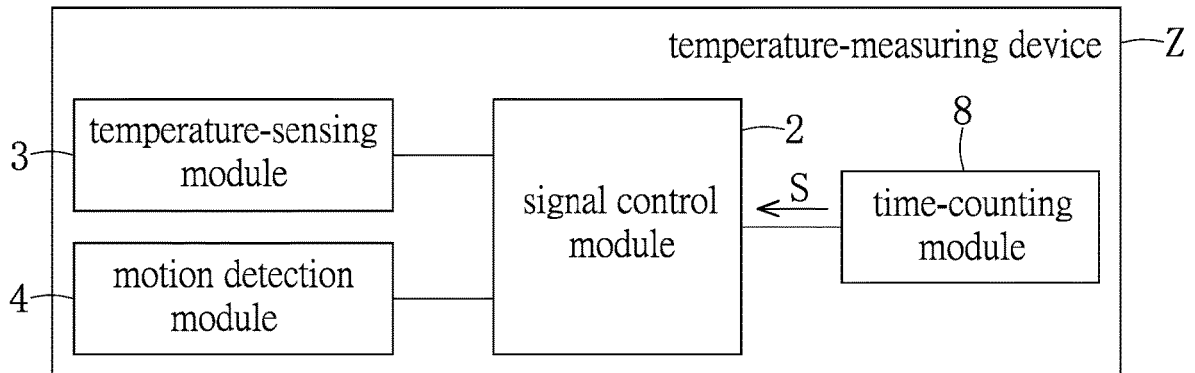 temperature-measuring device
Z
3
temperature-sensing
module
4
motion detection
module
signal control
module
2
S
8
time-counting
module